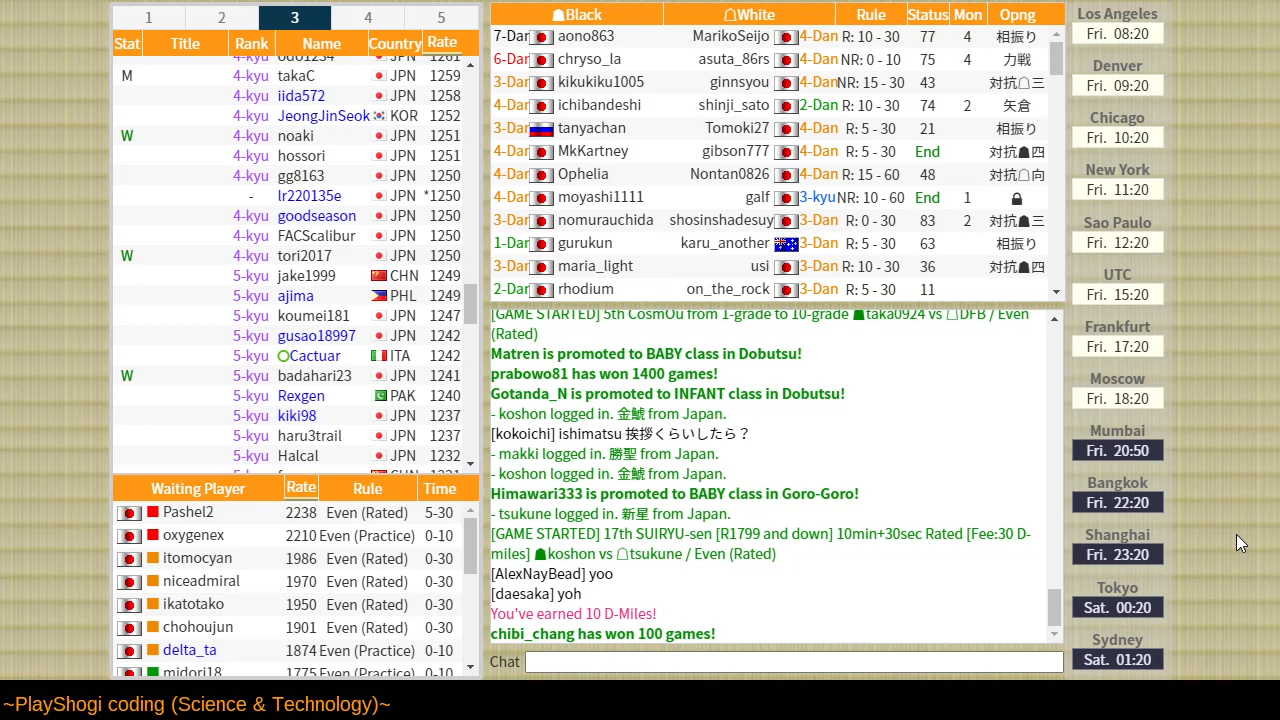 1 2 3 4 5
Stat Title Rank Name Country Rate
4-kyu odo1234 JPN 1261
M 4-kyu takaC JPN 1259
4-kyu iida572 JPN 1258
4-kyu JeongJinSeok KOR 1252
W 4-kyu noaki JPN 1251
4-kyu hossori JPN 1251
4-kyu gg8163 JPN 1250
- lr220135e JPN *1250
4-kyu goodseason JPN 1250
4-kyu FACScalibur JPN 1250
W 4-kyu tori2017 JPN 1250
5-kyu jake1999 CHN 1249
5-kyu ajima PHL 1249
5-kyu koumei181 JPN 1247
5-kyu gusao18997 JPN 1242
5-kyu Cactuar ITA 1242
W 5-kyu badahari23 JPN 1241
5-kyu Rexgen PAK 1240
5-kyu kiki98 JPN 1237
5-kyu haru3trail JPN 1237
5-kyu Halcal JPN 1232
Waiting Player Rate Rule Time
Pashel2 2238 Even (Rated) 5-30
oxygenex 2210 Even (Practice) 0-10
itomocyan 1986 Even (Rated) 0-30
niceadmiral 1970 Even (Rated) 0-30
ikatotako 1950 Even (Rated) 0-30
chohoujun 1901 Even (Rated) 0-30
delta_ta 1874 Even (Practice) 0-10
midori18 1775 Even (Practice) 0-10
☗Black ☖White Rule Status Mon Opng
7-Dan aono863 MarikoSeijo 4-Dan R: 10 - 30 77 4 相振り
6-Dan chryso_la asuta_86rs 4-Dan NR: 0 - 10 75 4 力戦
3-Dan kikukiku1005 ginnsyou 4-Dan NR: 15 - 30 43 対抗☖三
4-Dan ichibandeshi shinji_sato 2-Dan R: 10 - 30 74 2 矢倉
3-Dan tanyachan Tomoki27 4-Dan R: 5 - 30 21 相振り
4-Dan MkKartney gibson777 4-Dan R: 5 - 30 End 対抗☗四
4-Dan Ophelia Nontan0826 4-Dan R: 15 - 60 48 対抗☖向
4-Dan moyashi1111 galf 3-kyu NR: 10 - 60 End 1
3-Dan nomurauchida shosinshadesuy 3-Dan R: 0 - 30 83 2 対抗☗三
1-Dan gurukun karu_another 3-Dan R: 5 - 30 63 相振り
3-Dan maria_light usi 3-Dan R: 10 - 30 36 対抗☗四
2-Dan rhodium on_the_rock 3-Dan R: 5 - 30 11
[GAME STARTED] 5th CosmOu from 1-grade to 10-grade ☗taka0924 vs ☖DFB / Even
(Rated)
Matren is promoted to BABY class in Dobutsu!
prabowo81 has won 1400 games!
Gotanda_N is promoted to INFANT class in Dobutsu!
- koshon logged in. 金鯱 from Japan.
[kokoichi] ishimatsu 挨拶くらいしたら？
- makki logged in. 勝聖 from Japan.
- koshon logged in. 金鯱 from Japan.
Himawari333 is promoted to BABY class in Goro-Goro!
- tsukune logged in. 新星 from Japan.
[GAME STARTED] 17th SUIRYU-sen [R1799 and down] 10min+30sec Rated [Fee:30 D-
miles] ☗koshon vs ☖tsukune / Even (Rated)
[AlexNayBead] yoo
[daesaka] yoh
You've earned 10 D-Miles!
chibi_chang has won 100 games!
Chat
Los Angeles
Fri. 08:20
Denver
Fri. 09:20
Chicago
Fri. 10:20
New York
Fri. 11:20
Sao Paulo
Fri. 12:20
UTC
Fri. 15:20
Frankfurt
Fri. 17:20
Moscow
Fri. 18:20
Mumbai
Fri. 20:50
Bangkok
Fri. 22:20
Shanghai
Fri. 23:20
Tokyo
Sat. 00:20
Sydney
Sat. 01:20
~PlayShogi coding (Science & Technology)~